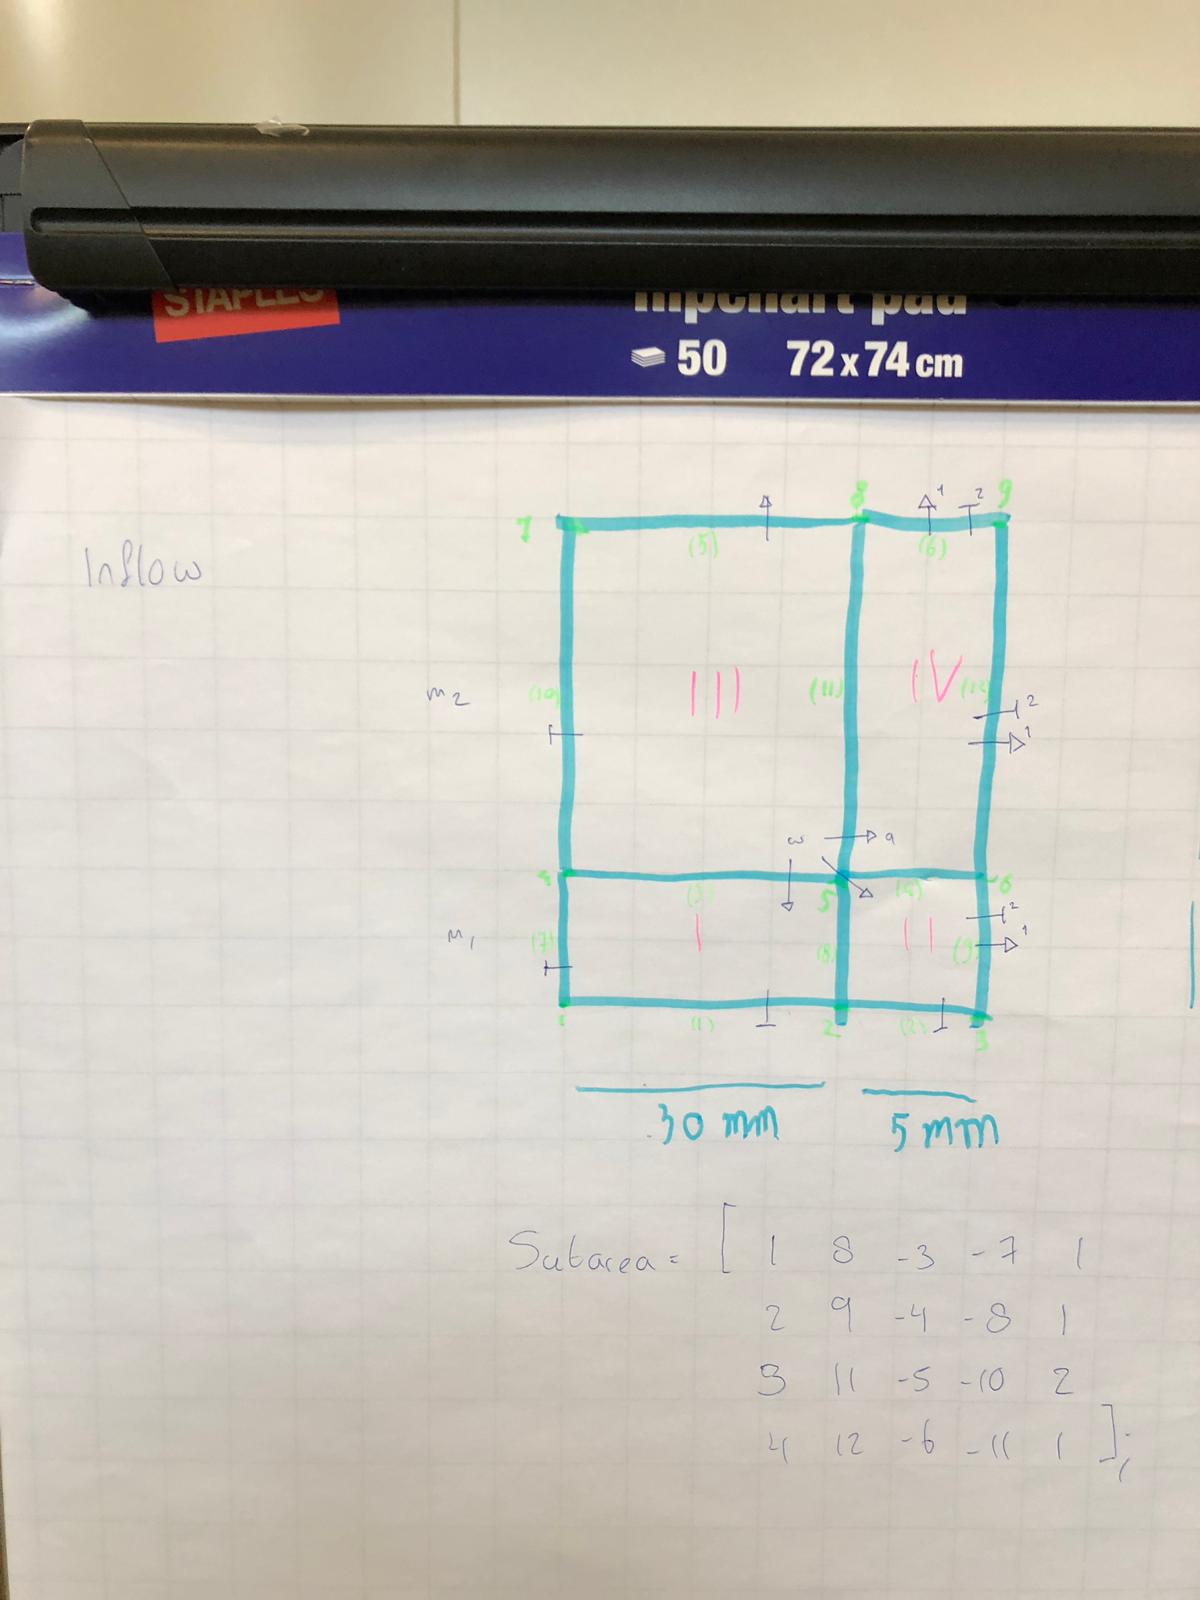 STAPLES
flipchart pad
50 72 x 74 cm
7 8 1 2 9
(5) (6)
Inflow
m2 (10) III (11) IV (12) 2
1
w a
4 (3) 5 (4) 6
2
m1 (7) I (8) II (9) 1
1 (1) 2 (2) 3
30 mm 5 mm
Subarea = [ 1 8 -3 -7 1
2 9 -4 -8 1
3 11 -5 -10 2
4 12 -6 -11 1 ];